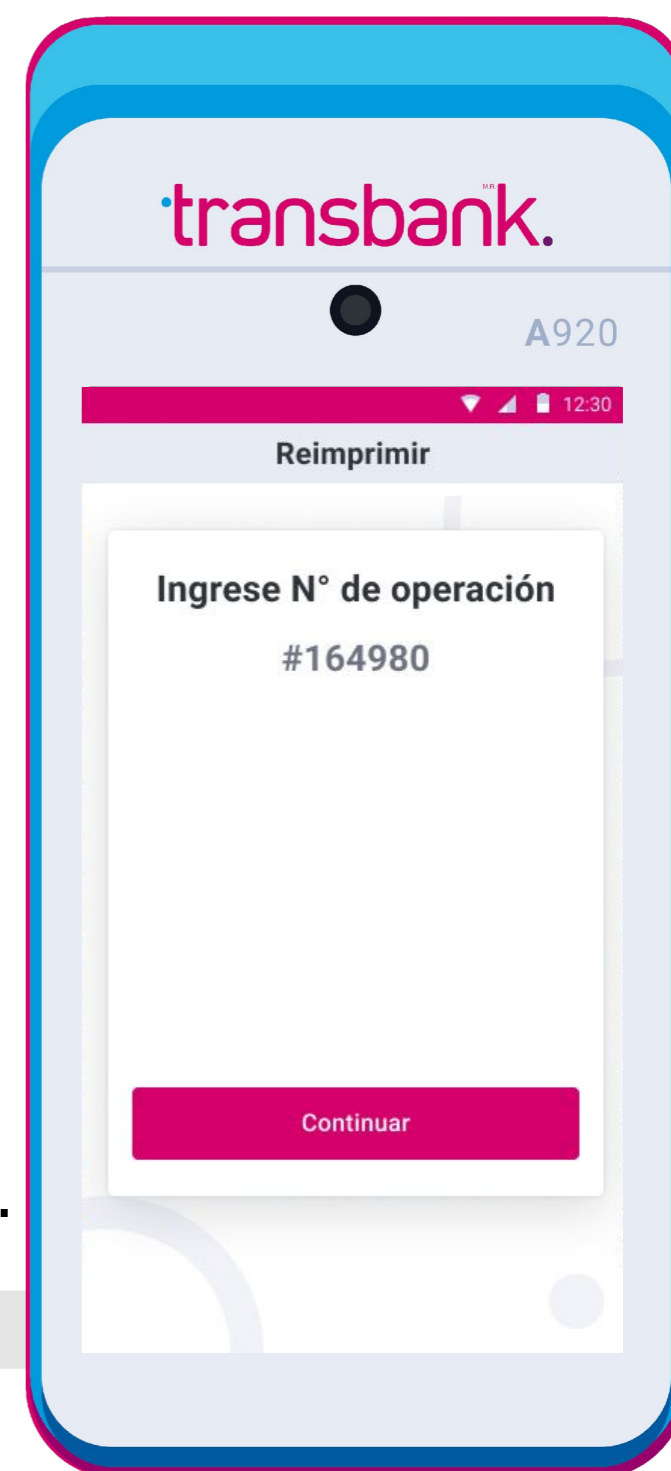 transbank.
M.R.
A920
12:30
Reimprimir
Ingrese N° de operación
#164980
Continuar
.